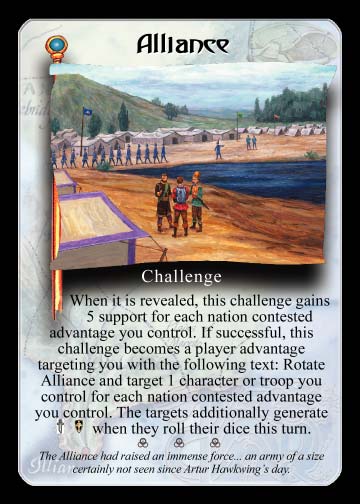 Alliance
Challenge
When it is revealed, this challenge gains
5 support for each nation contested
advantage you control. If successful, this
challenge becomes a player advantage
targeting you with the following text: Rotate
Alliance and target 1 character or troop you
control for each nation contested advantage
you control. The targets additionally generate
when they roll their dice this turn.
The Alliance had raised an immense force... an army of a size
certainly not seen since Artur Hawkwing's day.